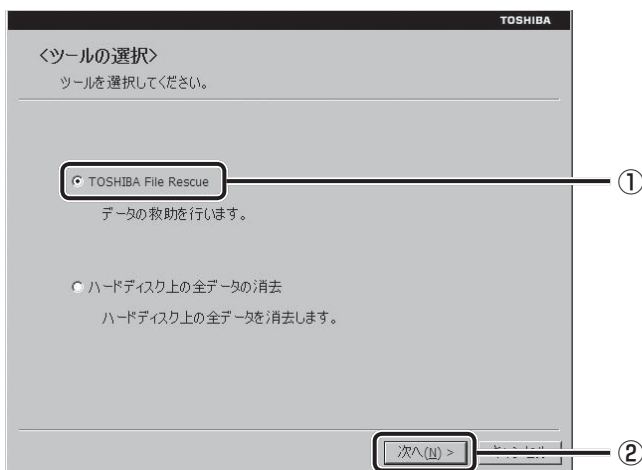 TOSHIBA
<ツールの選択>
ツールを選択してください。
TOSHIBA File Rescue
①
データの救助を行います。
ハードディスク上の全データの消去
ハードディスク上の全データを消去します。
次へ(N) >
②